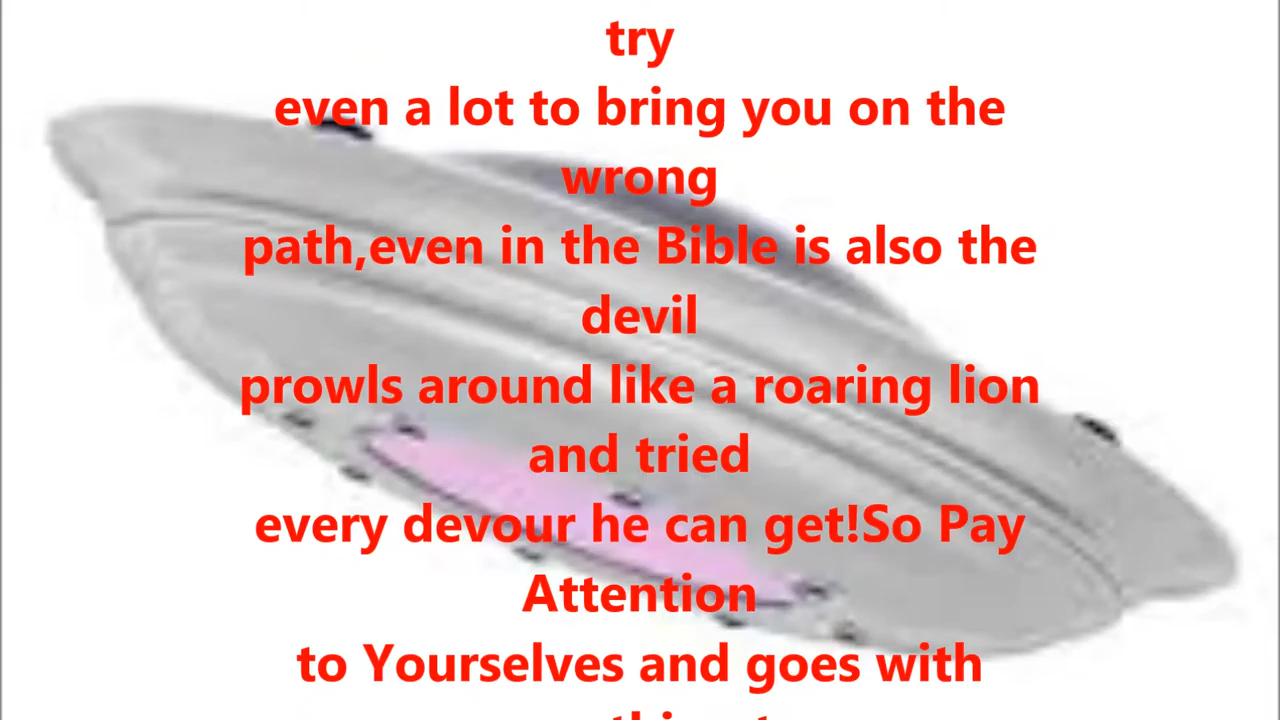 try
even a lot to bring you on the
wrong
path,even in the Bible is also the
devil
prowls around like a roaring lion
and tried
every devour he can get!So Pay
Attention
to Yourselves and goes with